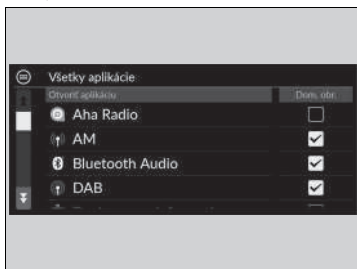 Všetky aplikácie
Otvoriť aplikáciu Dom. obr.
Aha Radio
AM
Bluetooth Audio
DAB